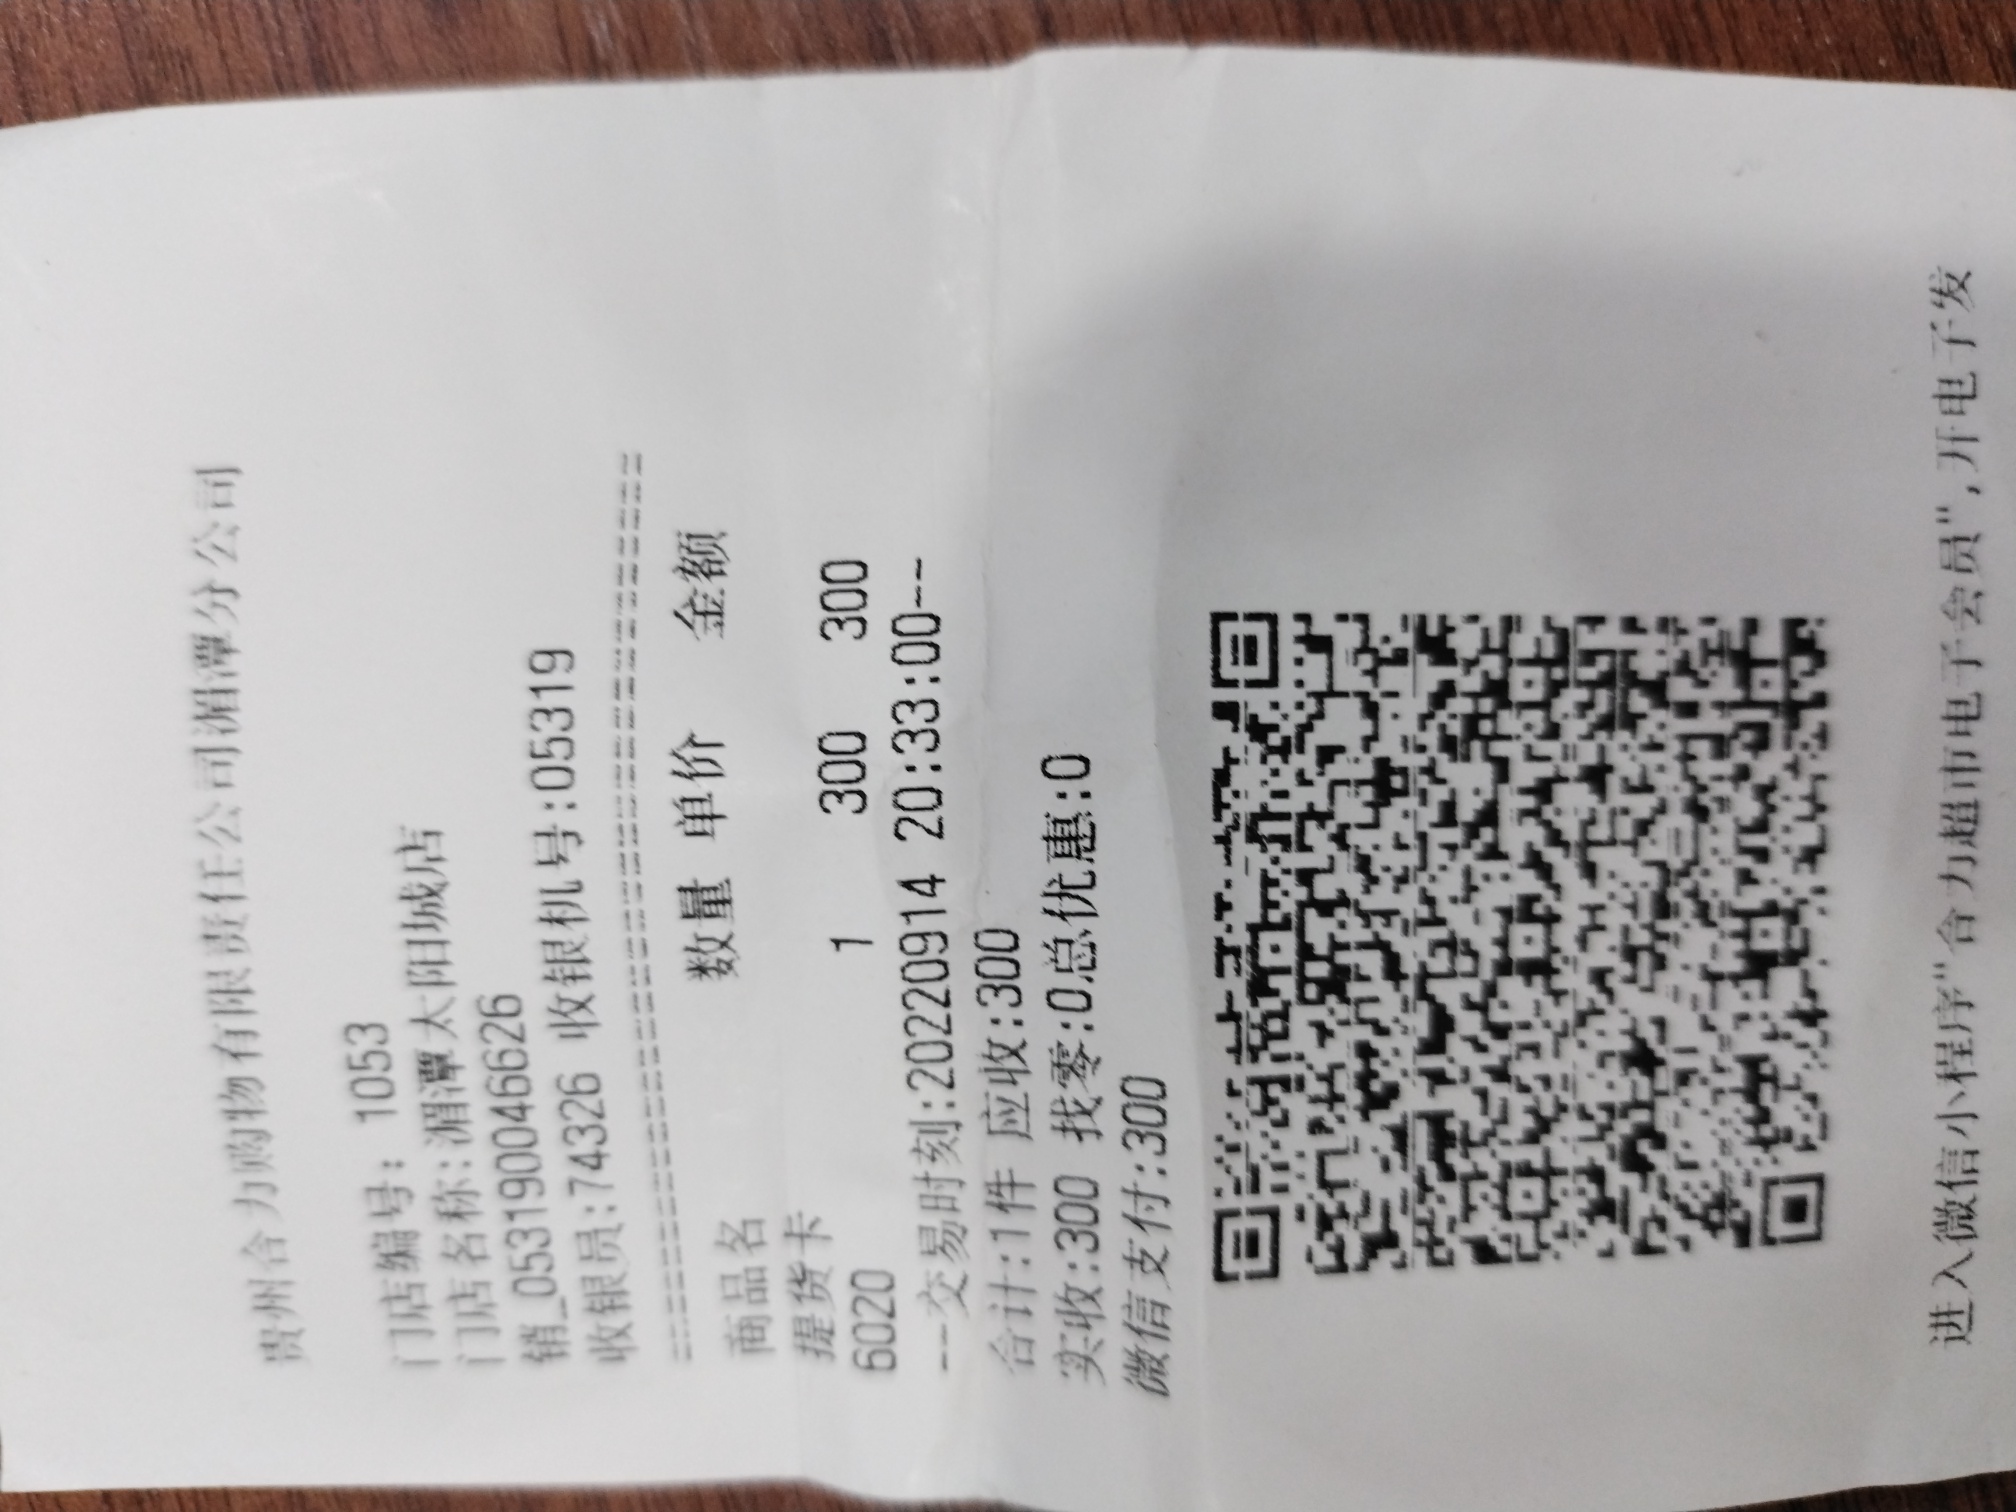 贵州合力购物有限责任公司湄潭分公司
门店编号: 1053
门店名称:湄潭太阳城店
销_0531900046626
收银员:74326 收银机号:05319
商品名 数量 单价 金额
提货卡
6020 1 300 300
--交易时刻:20220914 20:33:00--
合计:1件 应收:300
实收:300 找零:0总优惠:0
微信支付:300
进入微信小程序"合力超市电子会员",开电子发